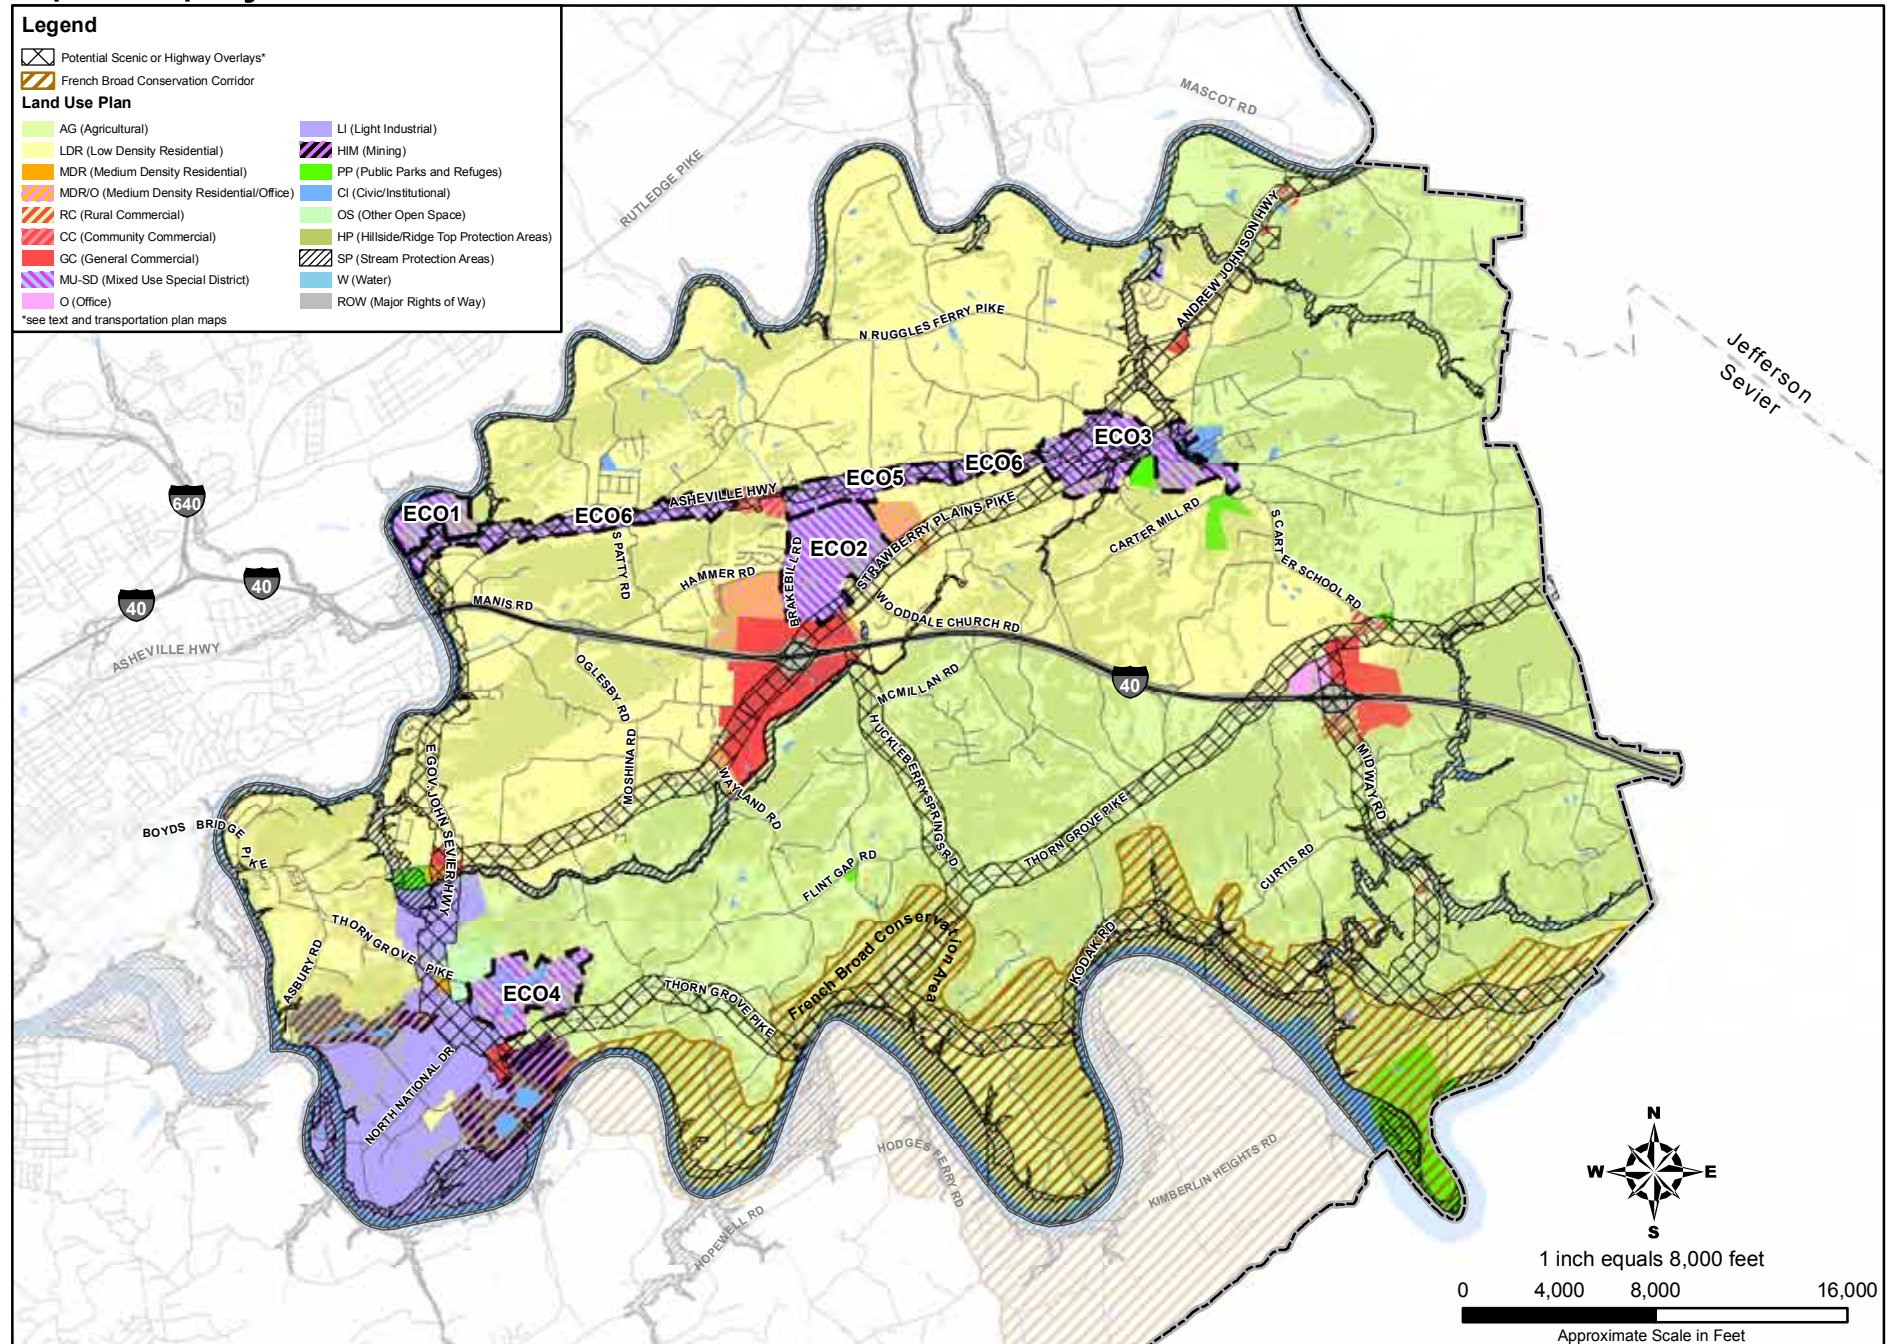 Legend
Potential Scenic or Highway Overlays*
French Broad Conservation Corridor
Land Use Plan
AG (Agricultural)
LDR (Low Density Residential)
MDR (Medium Density Residential)
MDR/O (Medium Density Residential/Office)
RC (Rural Commercial)
CC (Community Commercial)
GC (General Commercial)
MU-SD (Mixed Use Special District)
O (Office)
*see text and transportation plan maps
LI (Light Industrial)
HIM (Mining)
PP (Public Parks and Refuges)
CI (Civic/Institutional)
OS (Other Open Space)
HP (Hillside/Ridge Top Protection Areas)
SP (Stream Protection Areas)
W (Water)
ROW (Major Rights of Way)
MASCOT RD
RUTLEDGE PIKE
ANDREW JOHNSON HWY
N RUGGLES FERRY PIKE
Jefferson
Sevier
ECO3
ECO6
ECO5
ASHEVILLE HWY
ECO6
ECO1
640
40
40
ASHEVILLE HWY
S PATTY RD
HAMMER RD
BRAKEBILL RD
ECO2
STRAWBERRY PLAINS PIKE
CARTER MILL RD
S CARTER SCHOOL RD
MANIS RD
WOODDALE CHURCH RD
OGLESBY RD
MCMILLAN RD
40
MOSHINA RD
HUCKLEBERRY SPRINGS RD
E GOV. JOHN SEVIER HWY
WAYLAND RD
MIDWAY RD
THORN GROVE PIKE
BOYDS BRIDGE PIKE
FLINT GAP RD
CURTIS RD
THORN GROVE PIKE
ASBURY RD
ECO4
THORN GROVE PIKE
French Broad Conservation Area
KODAK RD
NORTH NATIONAL DR
HODGES FERRY RD
KIMBERLIN HEIGHTS RD
HOPEWELL RD
N
W E
S
1 inch equals 8,000 feet
0 4,000 8,000 16,000
Approximate Scale in Feet